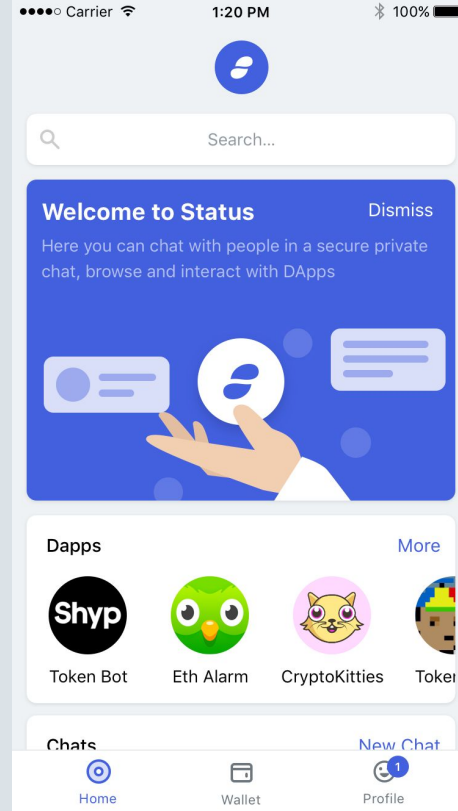 Carrier 1:20 PM 100%
Search...
Welcome to Status Dismiss
Here you can chat with people in a secure private
chat, browse and interact with DApps
Dapps More
Shyp
Token Bot Eth Alarm CryptoKitties Token
Chats New Chat
1
Home Wallet Profile